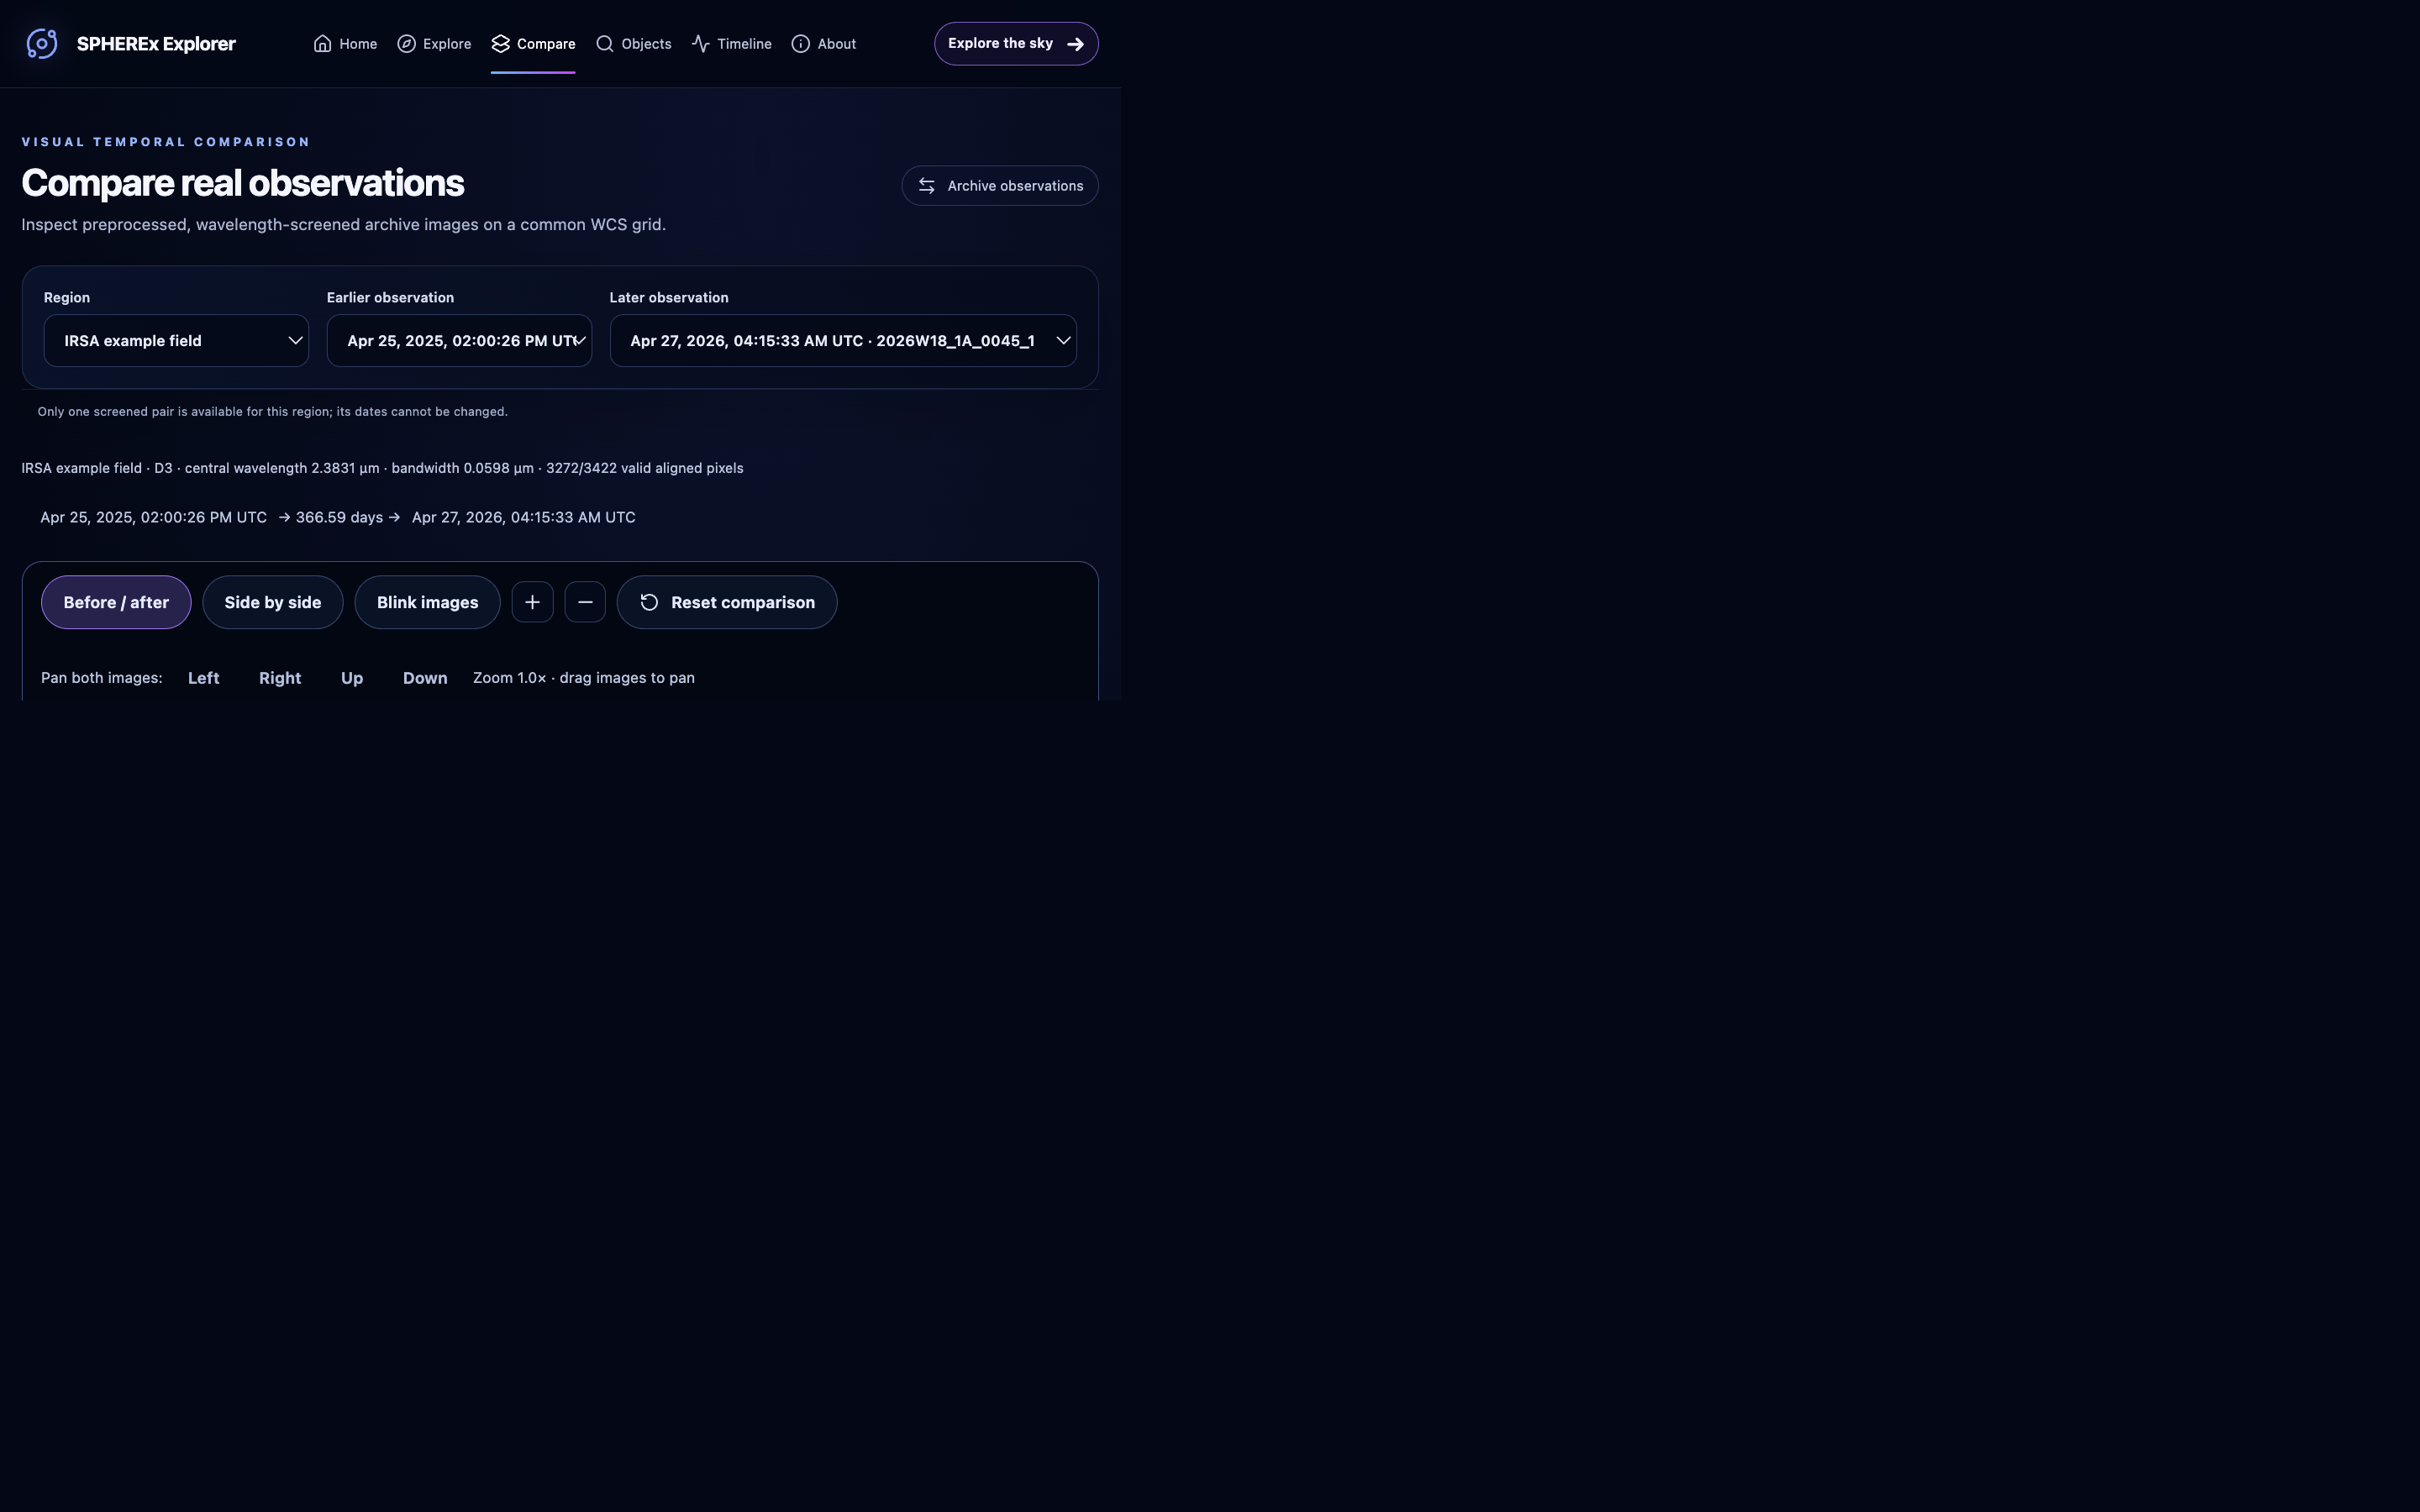 SPHEREx Explorer
Home
Explore
Compare
Objects
Timeline
About
Explore the sky
VISUAL TEMPORAL COMPARISON
Compare real observations
Archive observations
Inspect preprocessed, wavelength-screened archive images on a common WCS grid.
Region
Earlier observation
Later observation
IRSA example field
Apr 25, 2025, 02:00:26 PM UTC
Apr 27, 2026, 04:15:33 AM UTC · 2026W18_1A_0045_1
Only one screened pair is available for this region; its dates cannot be changed.
IRSA example field · D3 · central wavelength 2.3831 µm · bandwidth 0.0598 µm · 3272/3422 valid aligned pixels
Apr 25, 2025, 02:00:26 PM UTC → 366.59 days → Apr 27, 2026, 04:15:33 AM UTC
Before / after
Side by side
Blink images
Reset comparison
Pan both images: Left Right Up Down Zoom 1.0× · drag images to pan